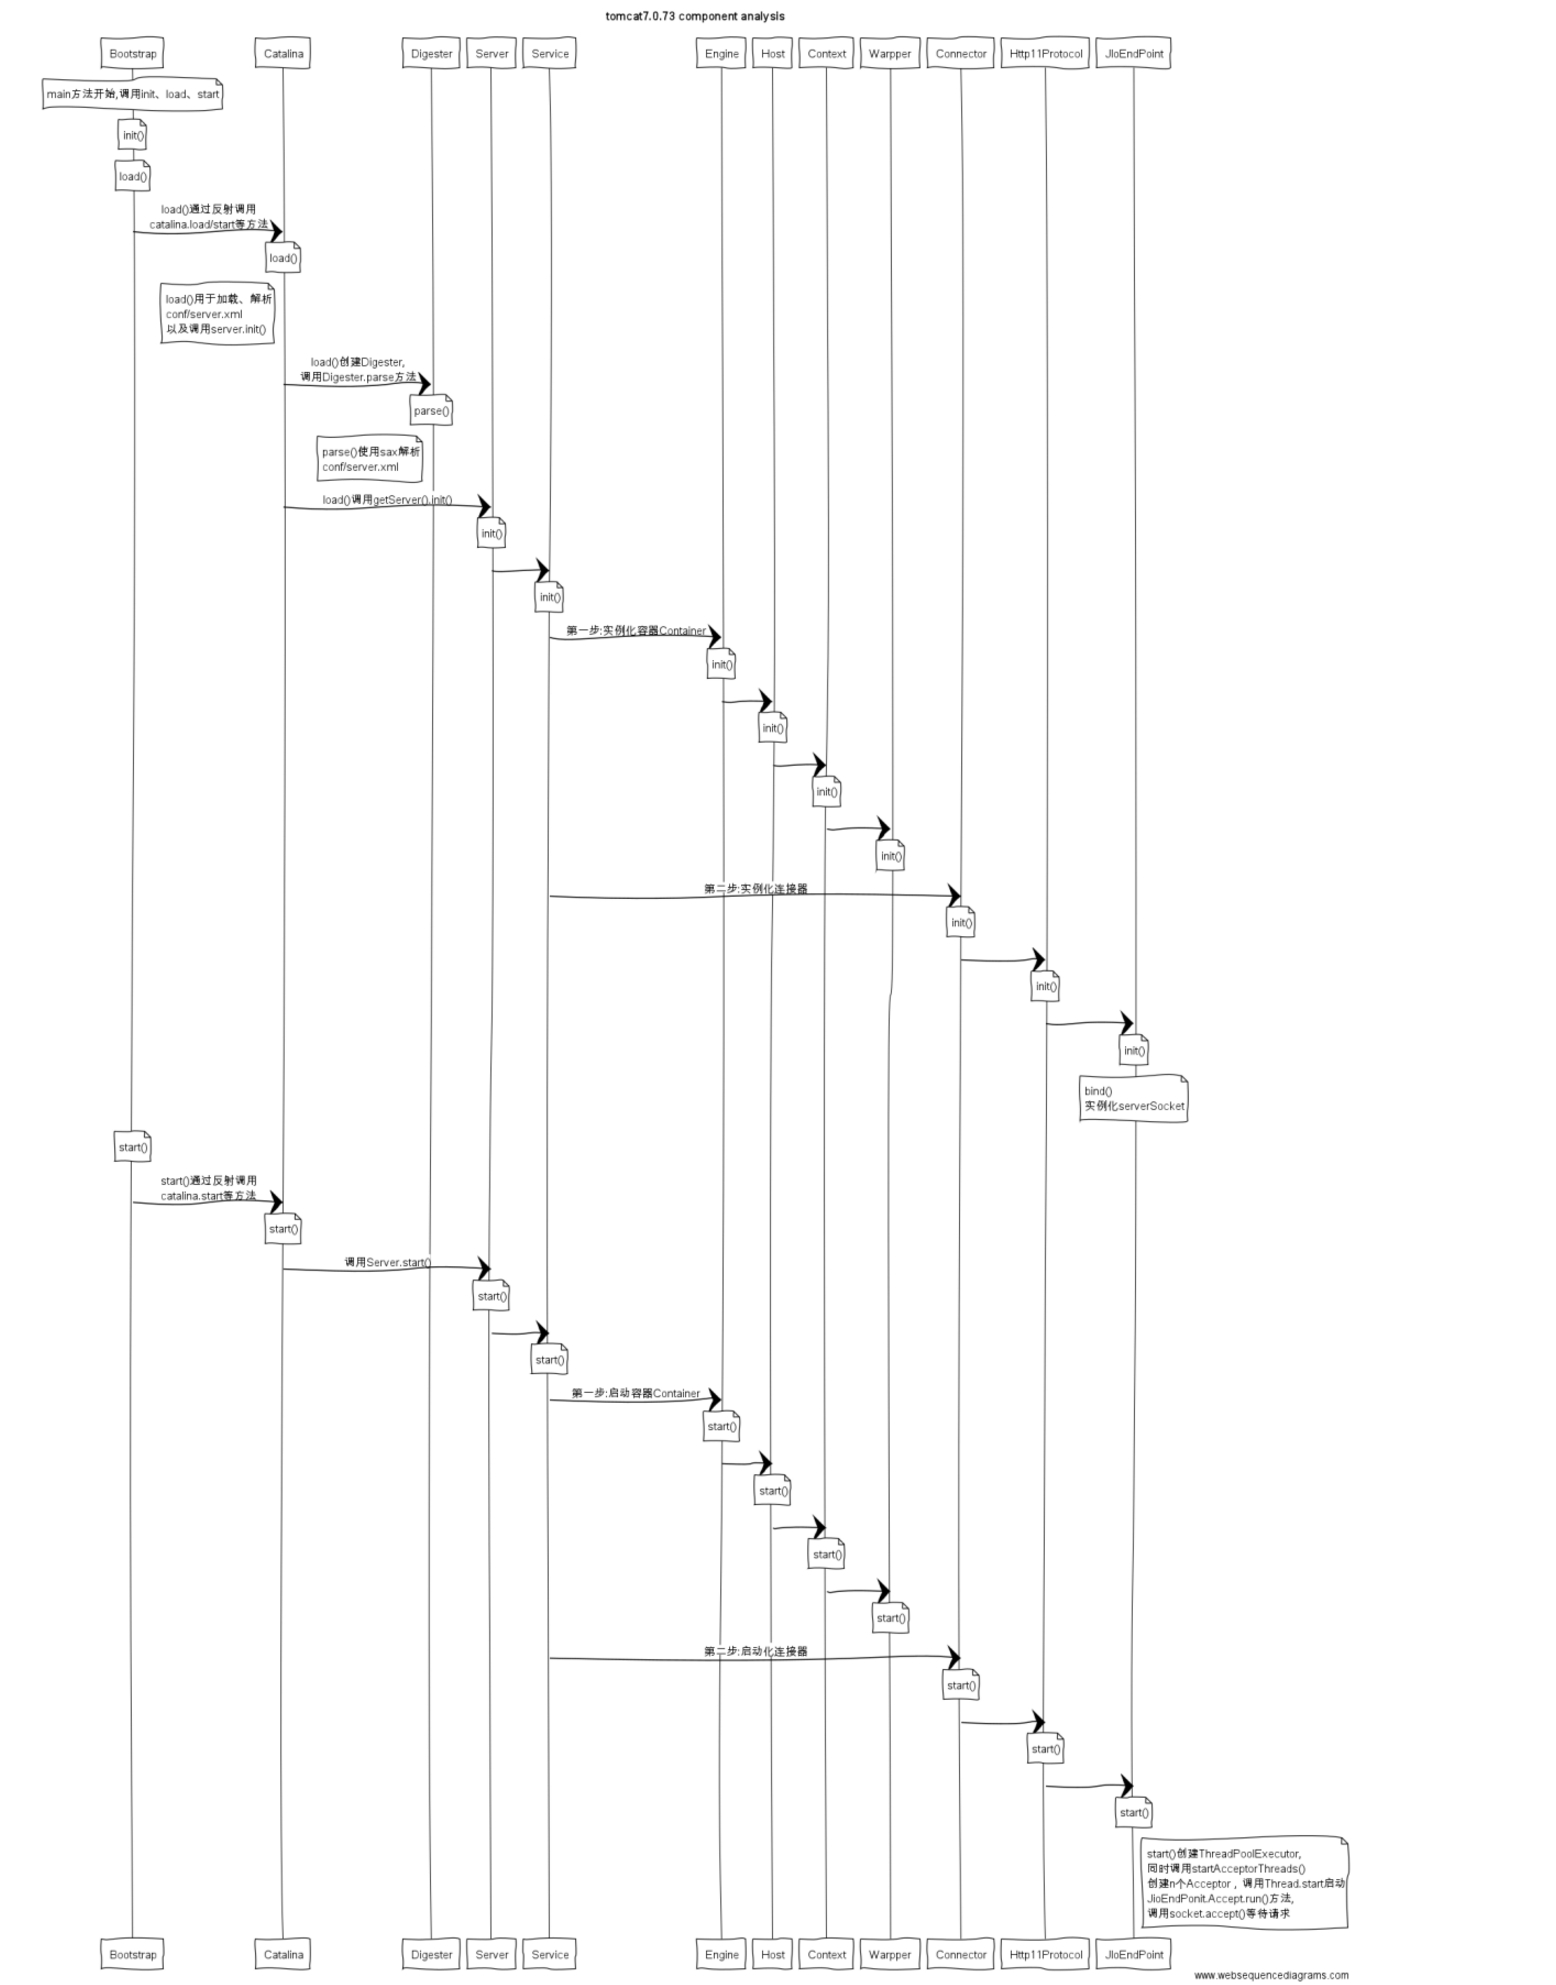 tomcat7.0.73 component analysis
Bootstrap
Catalina
Digester
Server
Service
Engine
Host
Context
Warpper
Connector
Http11Protocol
JIoEndPoint
main方法开始,调用init、load、start
init()
load()
load()通过反射调用
catalina.load/start等方法
load()
load()用于加载、解析
conf/server.xml
以及调用server.init()
load()创建Digester,
调用Digester.parse方法
parse()
parse()使用sax解析
conf/server.xml
load()调用getServer().init()
init()
init()
第一步:实例化容器Container
init()
init()
init()
init()
第二步:实例化连接器
init()
init()
init()
bind()
实例化serverSocket
start()
start()通过反射调用
catalina.start等方法
start()
调用Server.start()
start()
start()
第一步:启动容器Container
start()
start()
start()
start()
第二步:启动化连接器
start()
start()
start()
start()创建ThreadPoolExecutor,
同时调用startAcceptorThreads()
创建n个Acceptor，调用Thread.start启动
JioEndPonit.Accept.run()方法,
调用socket.accept()等待请求
Bootstrap
Catalina
Digester
Server
Service
Engine
Host
Context
Warpper
Connector
Http11Protocol
JIoEndPoint
www.websequencediagrams.com